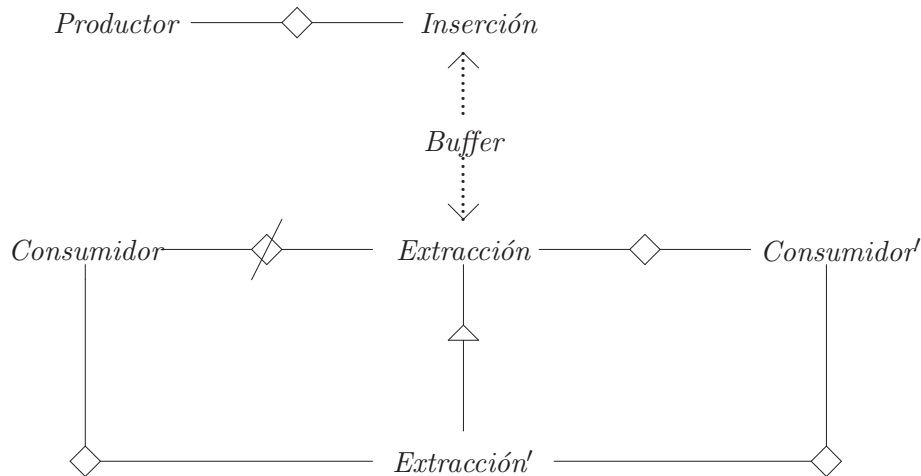 Productor Inserción
Buffer
Consumidor Extracción Consumidor′
Extracción′